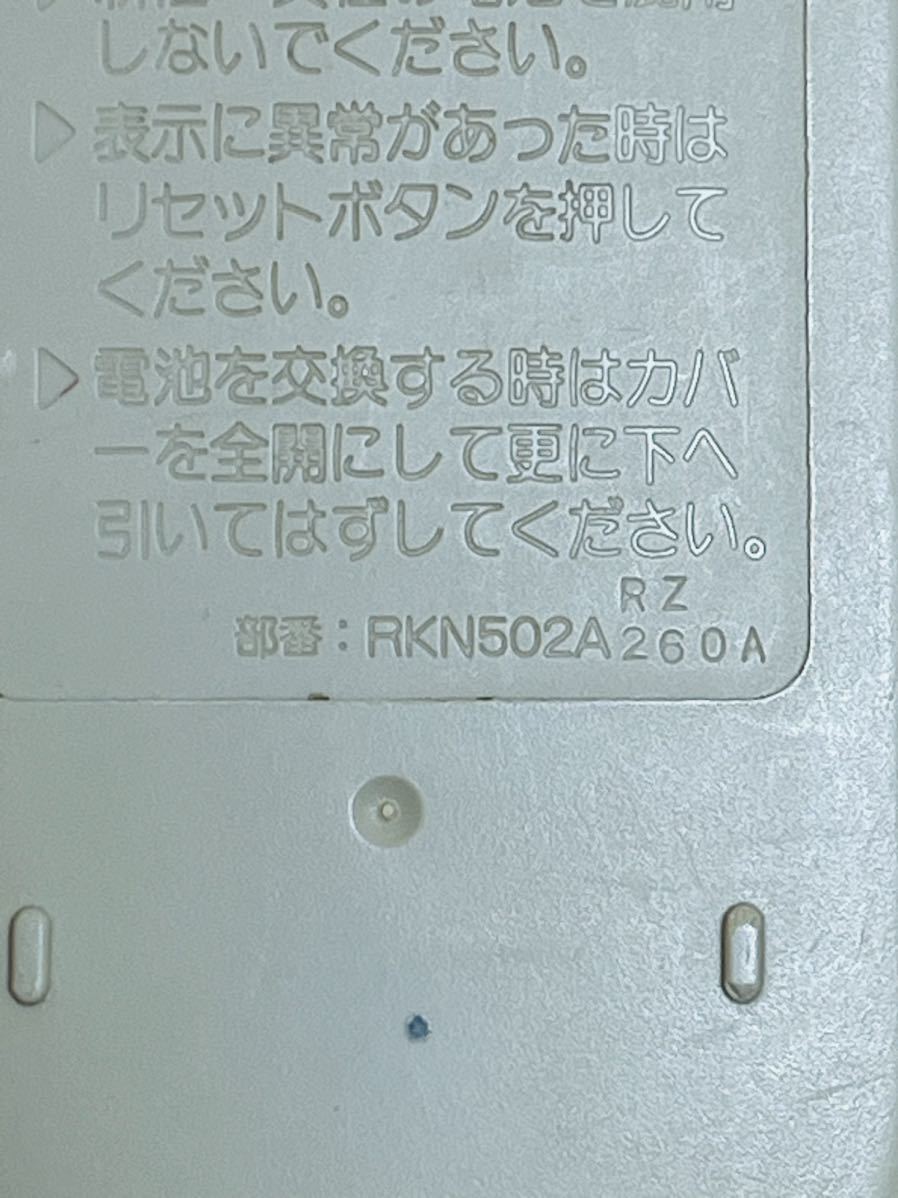 しないでください。
▷ 表示に異常があった時は
リセットボタンを押して
ください。
▷ 電池を交換する時はカバ
ーを全開にして更に下へ
引いてはずしてください。
RZ
部番：RKN502A 260A